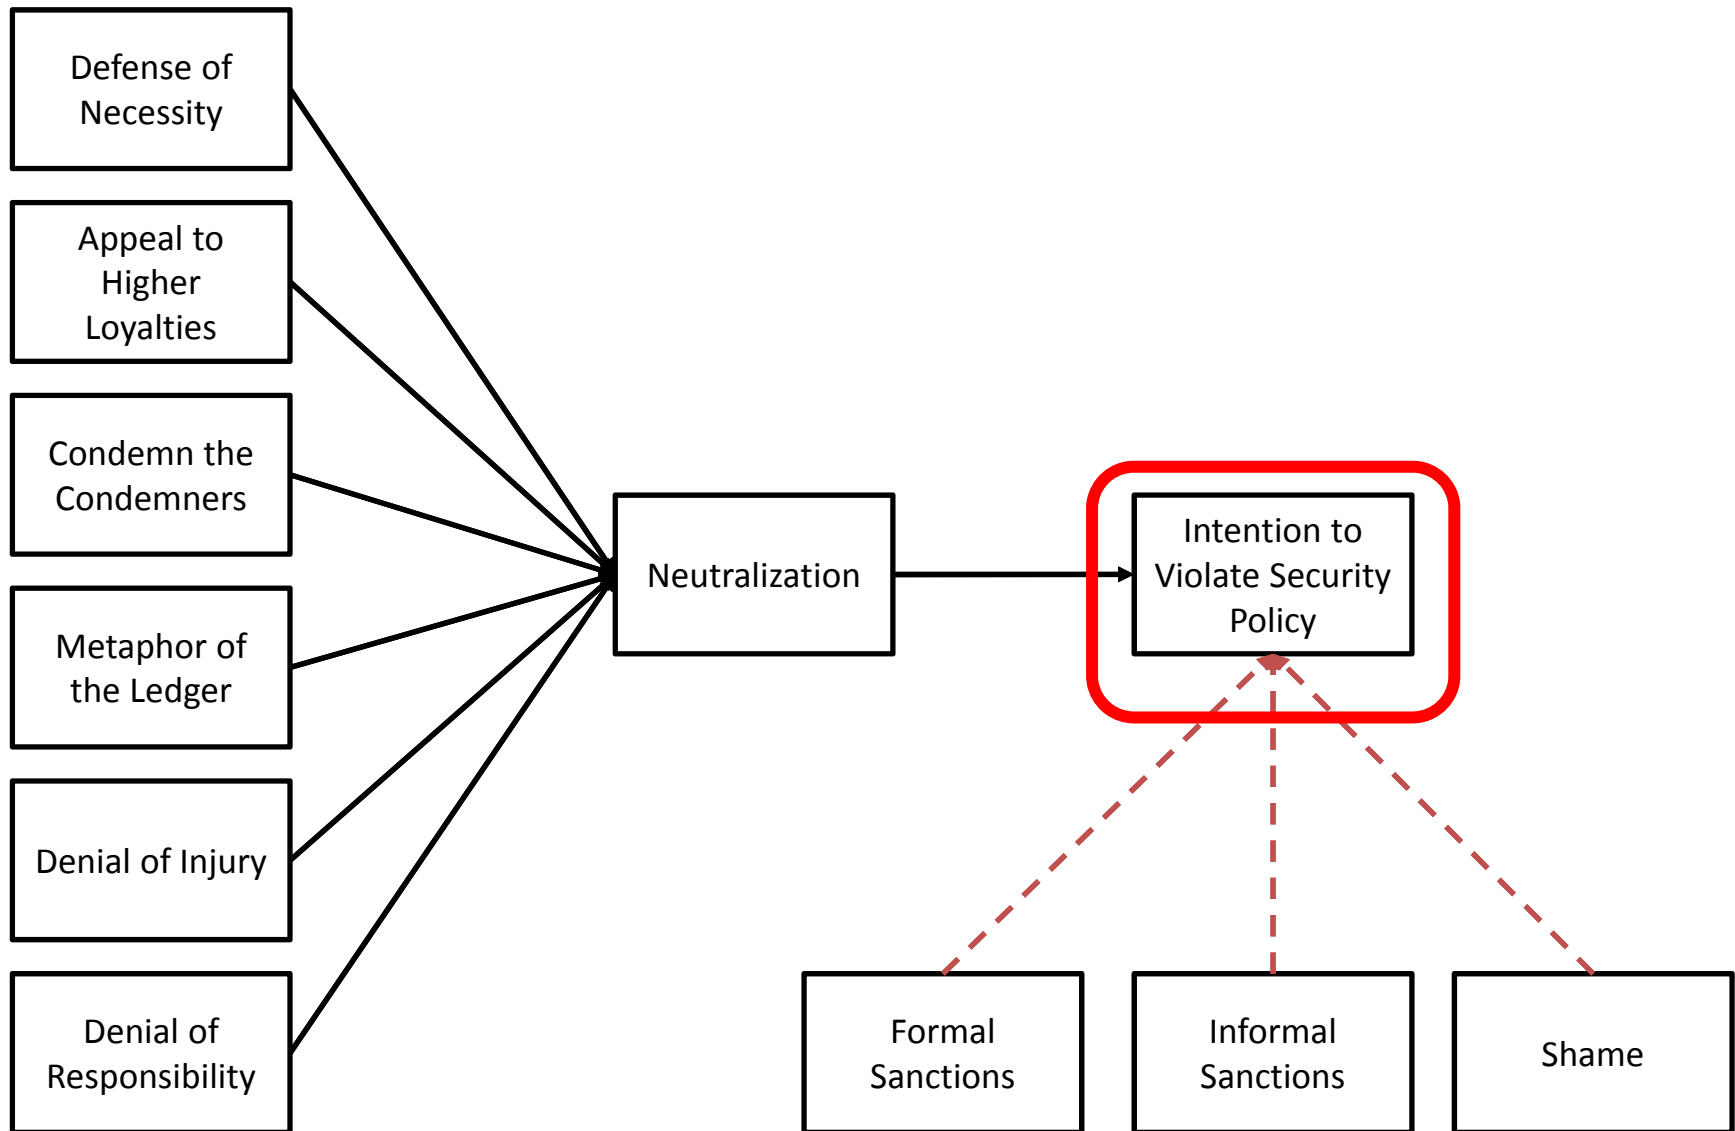 Defense of
Necessity
Appeal to
Higher
Loyalties
Condemn the
Condemners
Metaphor of
the Ledger
Denial of Injury
Denial of
Responsibility
Neutralization
Intention to
Violate Security
Policy
Formal
Sanctions
Informal
Sanctions
Shame